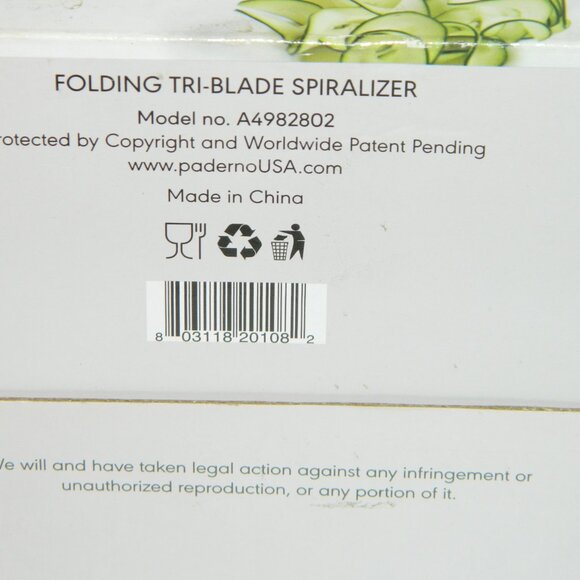 FOLDING TRI-BLADE SPIRALIZER
Model no. A4982802
rotected by Copyright and Worldwide Patent Pending
www.padernoUSA.com
Made in China
8 03118 20108 2
We will and have taken legal action against any infringement or
unauthorized reproduction, or any portion of it.